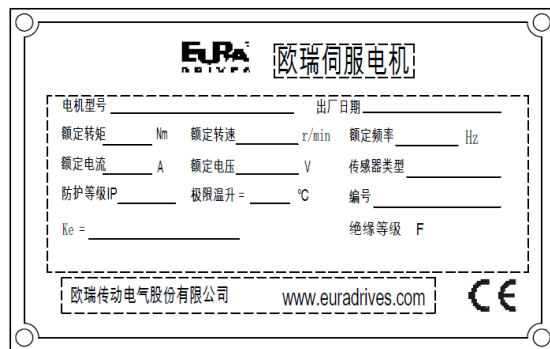 EURA DRIVES 欧瑞伺服电机
电机型号 出厂日期
额定转矩 Nm 额定转速 r/min 额定频率 Hz
额定电流 A 额定电压 V 传感器类型
防护等级IP 极限温升 = ℃ 编号
Ke = 绝缘等级 F
欧瑞传动电气股份有限公司 www.euradrives.com CE